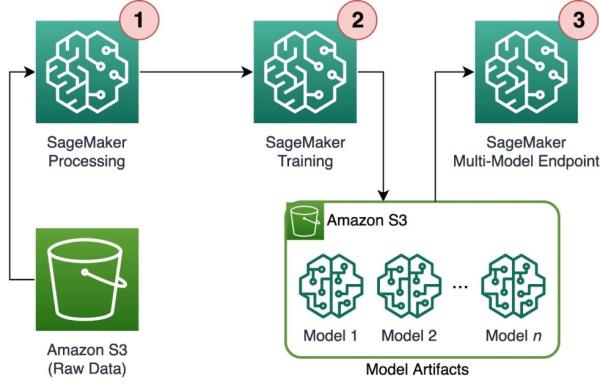 1
2
3
SageMaker
Processing
SageMaker
Training
SageMaker
Multi-Model Endpoint
Amazon S3
Model 1
Model 2
...
Model n
Amazon S3
(Raw Data)
Model Artifacts